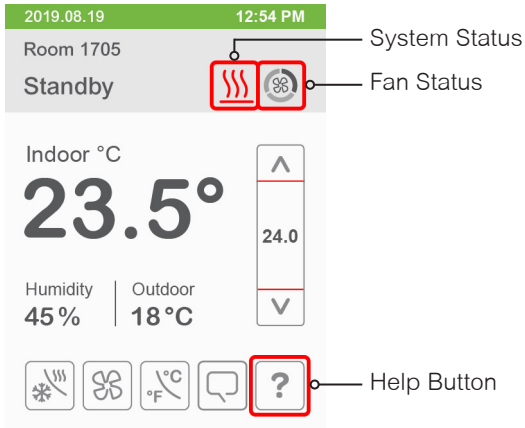 2019.08.19 12:54 PM
System Status
Room 1705
Standby
Fan Status
Indoor °C
23.5°
24.0
Humidity Outdoor
45% 18°C
°C
°F
?
Help Button